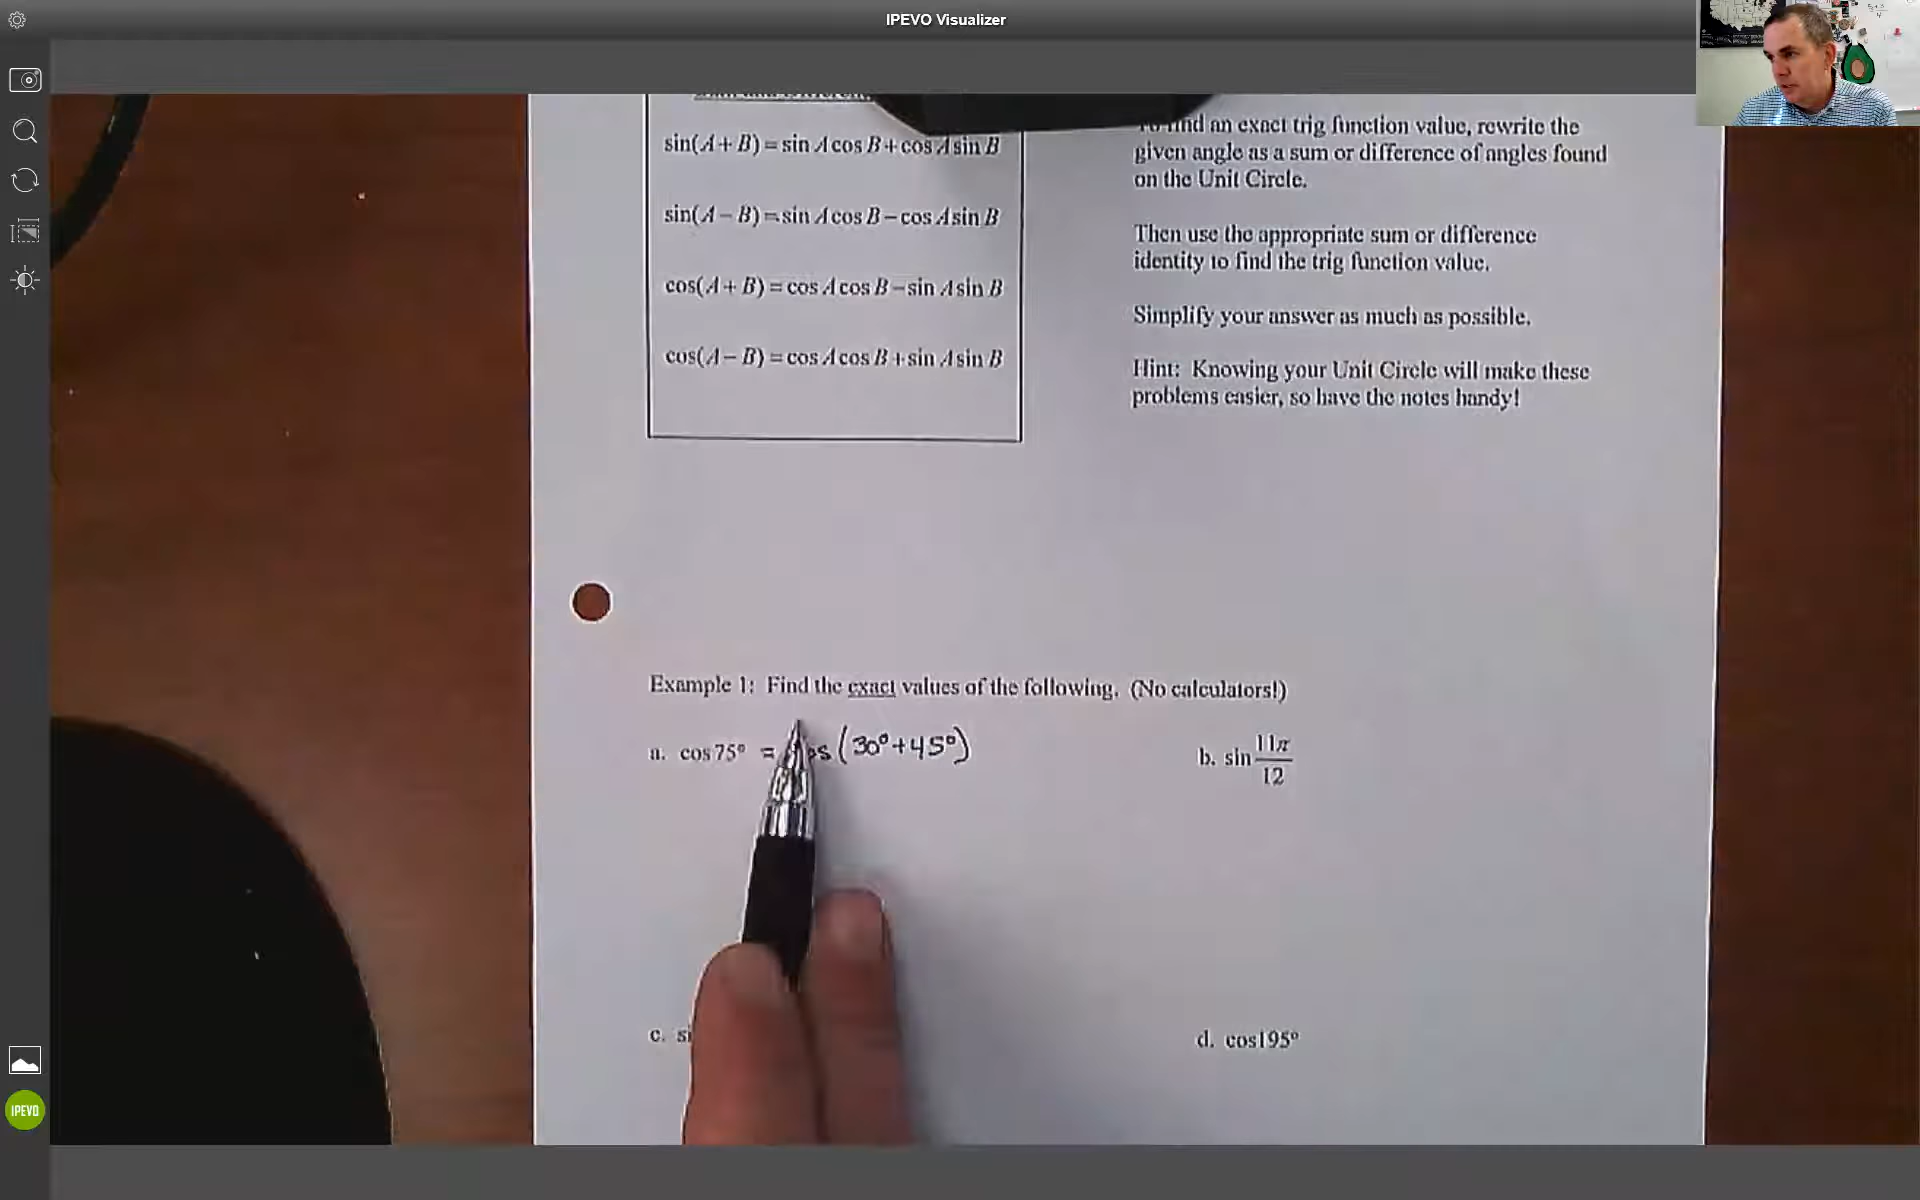 IPEVO Visualizer
sin(A + B) = sin A cos B + cos A sin B
sin(A − B) = sin A cos B − cos A sin B
cos(A + B) = cos A cos B − sin A sin B
cos(A − B) = cos A cos B + sin A sin B
To find an exact trig function value, rewrite the
given angle as a sum or difference of angles found
on the Unit Circle.
Then use the appropriate sum or difference
identity to find the trig function value.
Simplify your answer as much as possible.
Hint: Knowing your Unit Circle will make these
problems easier, so have the notes handy!
Example 1: Find the exact values of the following. (No calculators!)
a. cos 75° = cos (30° + 45°)
b. sin 11π/12
c. si
d. cos195°
IPEVO